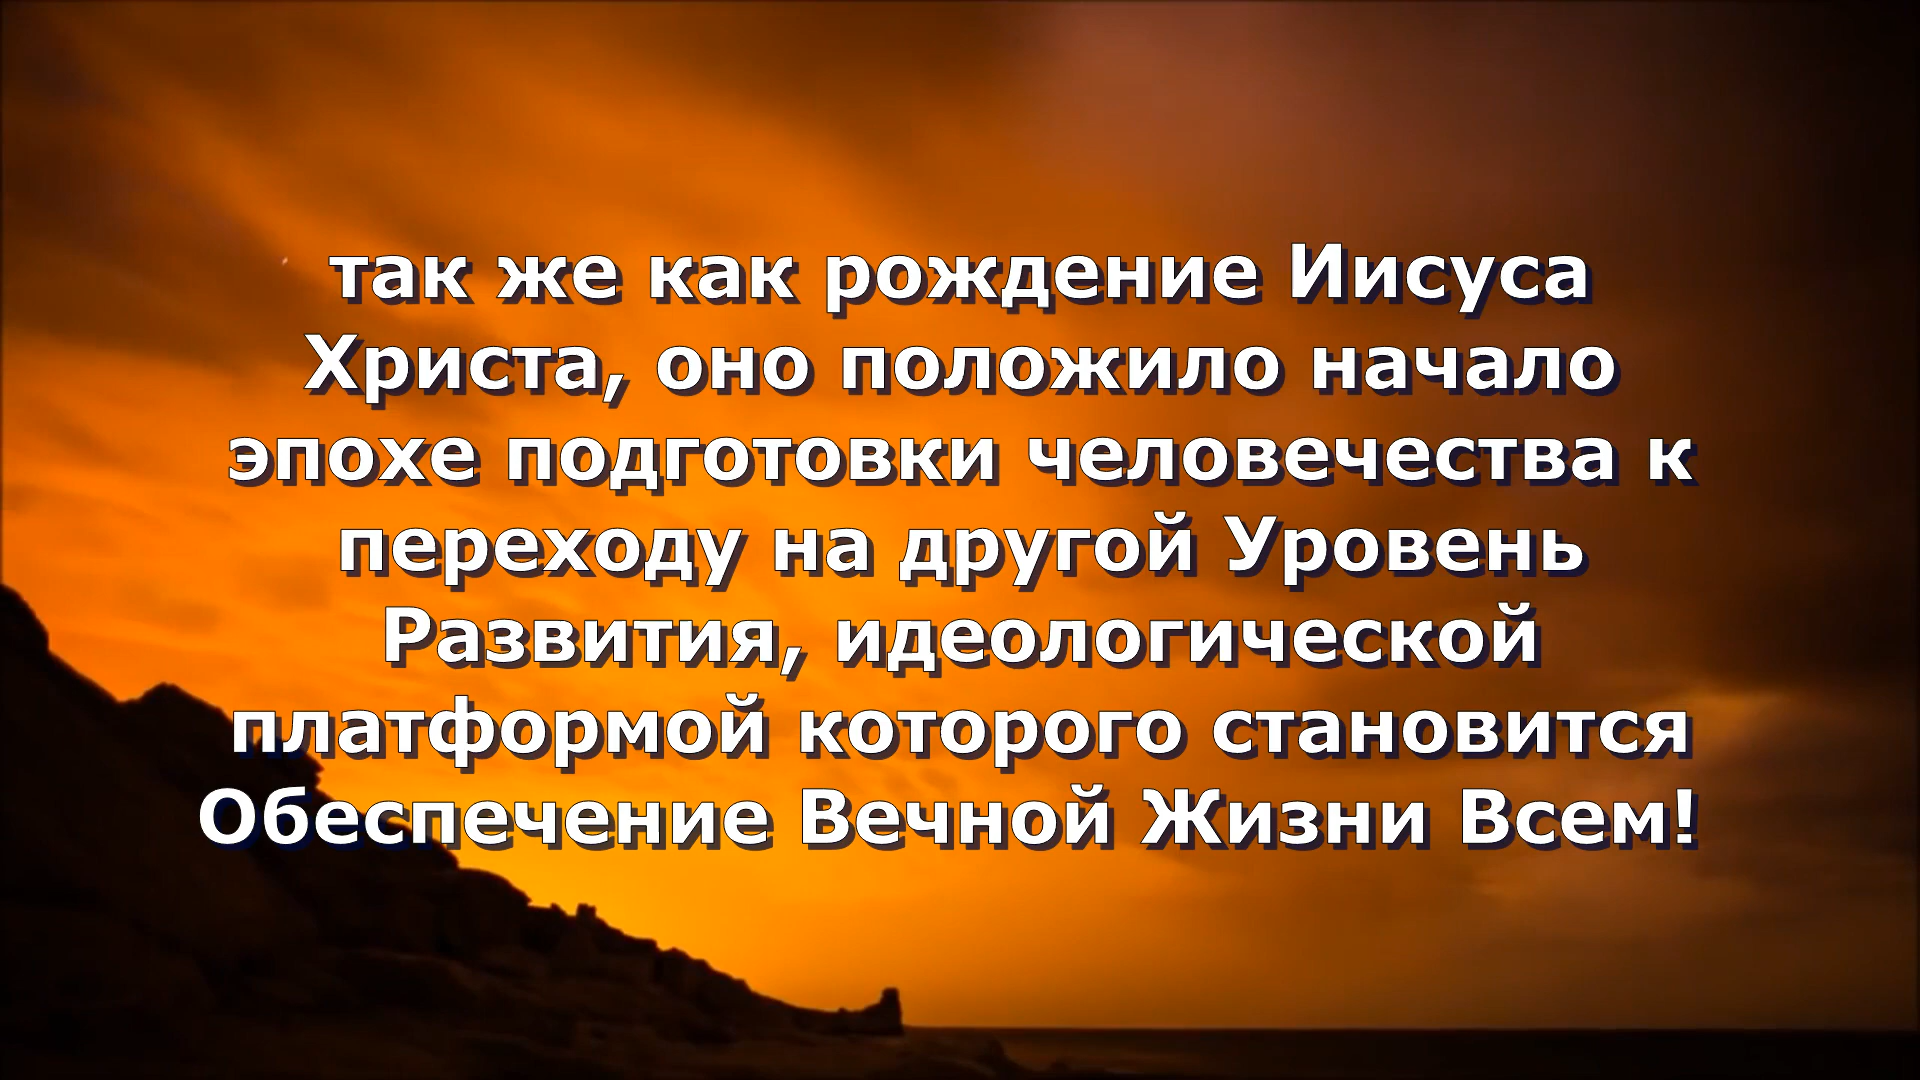 так же как рождение Иисуса
Христа, оно положило начало
эпохе подготовки человечества к
переходу на другой Уровень
Развития, идеологической
платформой которого становится
Обеспечение Вечной Жизни Всем!